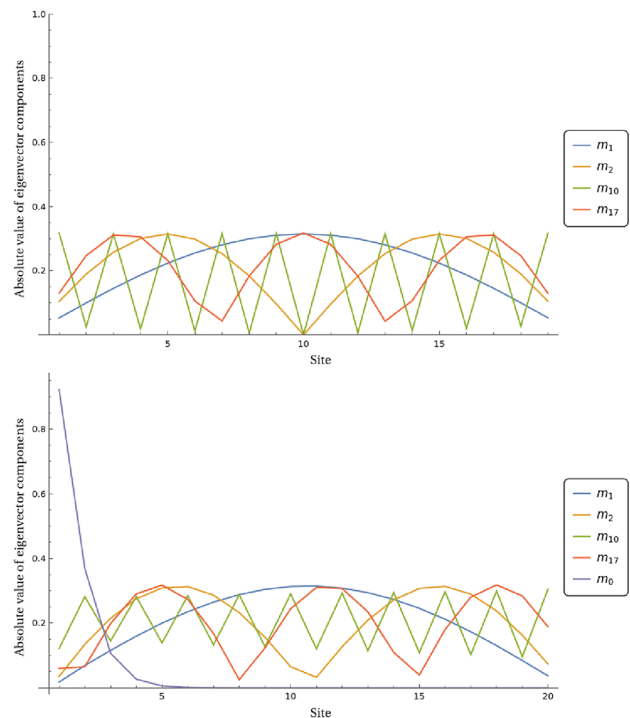 Absolute value of eigenvector components
1.0
0.8
0.6
0.4
0.2
5
10
15
Site
m1
m2
m10
m17
Absolute value of eigenvector components
0.8
0.6
0.4
0.2
5
10
15
20
Site
m1
m2
m10
m17
m0